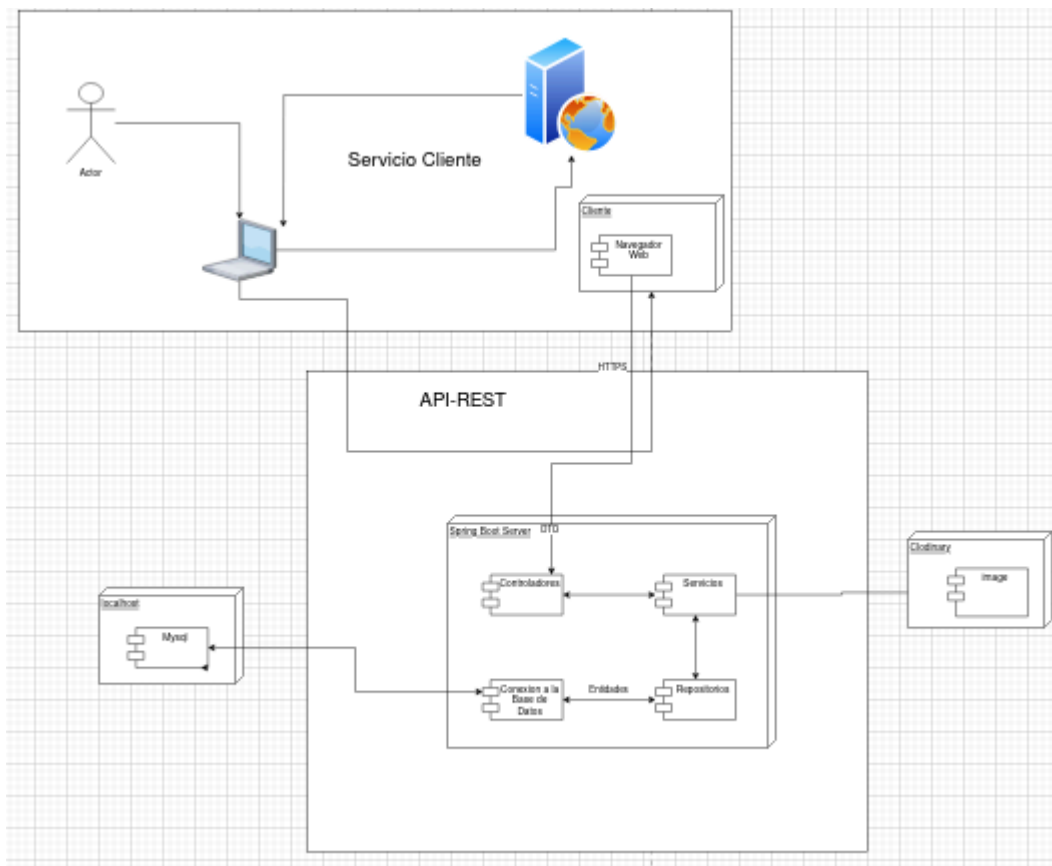 Actor
Servicio Cliente
Cliente
Navegador
Web
HTTPS
API-REST
Spring Boot Server
DTO
Controladores
Servicios
Clodinary
image
localhost
Mysql
Conexion a la
Base de
Datos
Entidades
Repositorios